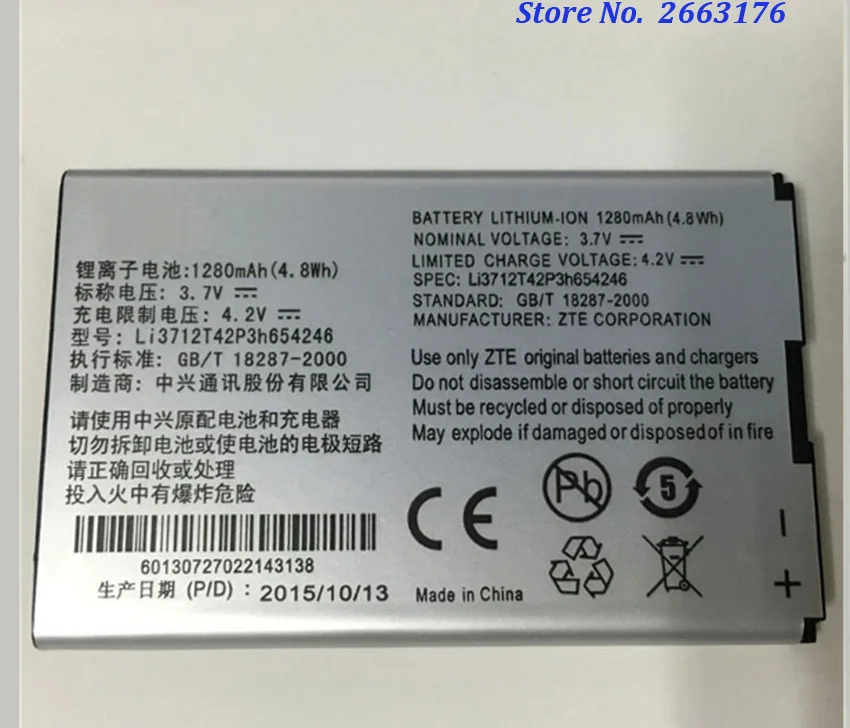 Store No. 2663176
锂离子电池:1280mAh(4.8Wh)
标称电压: 3.7V
充电限制电压: 4.2V
型号: Li3712T42P3h654246
执行标准: GB/T 18287-2000
制造商: 中兴通讯股份有限公司
请使用中兴原配电池和充电器
切勿拆卸电池或使电池的电极短路
请正确回收或处理
投入火中有爆炸危险
60130727022143138
生产日期 (P/D) : 2015/10/13
BATTERY LITHIUM-ION 1280mAh(4.8Wh)
NOMINAL VOLTAGE: 3.7V
LIMITED CHARGE VOLTAGE:4.2V
SPEC: Li3712T42P3h654246
STANDARD: GB/T 18287-2000
MANUFACTURER: ZTE CORPORATION
Use only ZTE original batteries and chargers
Do not disassemble or short circuit the battery
Must be recycled or disposed of properly
May explode if damaged or disposed of in fire
CE
Pb
5
Made in China
-
+